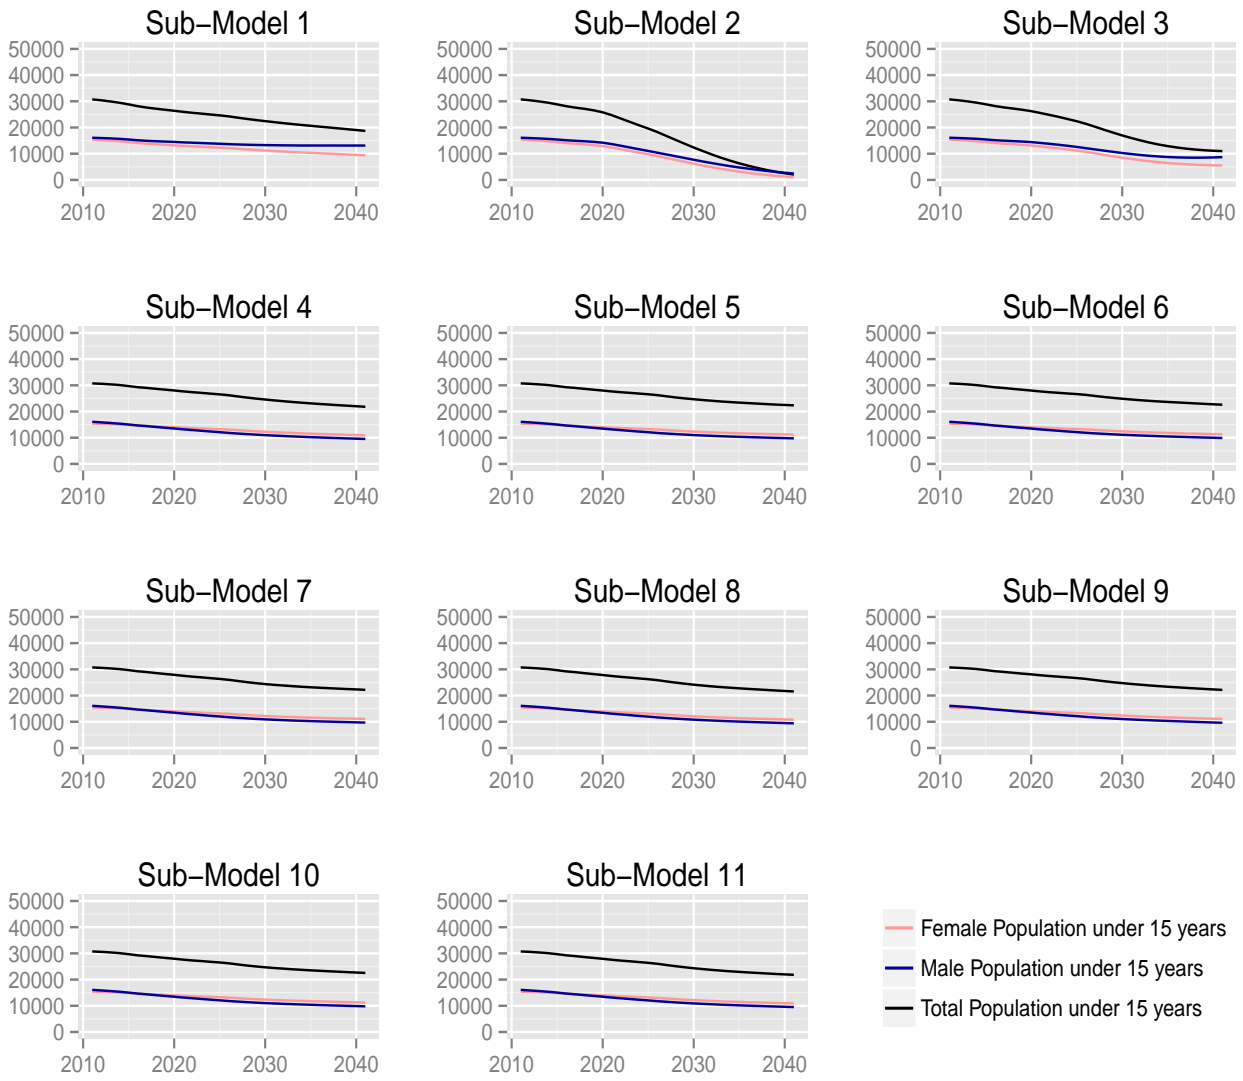 Sub−Model 1
50000
40000
30000
20000
10000
0
2010 2020 2030 2040
Sub−Model 2
50000
40000
30000
20000
10000
0
2010 2020 2030 2040
Sub−Model 3
50000
40000
30000
20000
10000
0
2010 2020 2030 2040
Sub−Model 4
50000
40000
30000
20000
10000
0
2010 2020 2030 2040
Sub−Model 5
50000
40000
30000
20000
10000
0
2010 2020 2030 2040
Sub−Model 6
50000
40000
30000
20000
10000
0
2010 2020 2030 2040
Sub−Model 7
50000
40000
30000
20000
10000
0
2010 2020 2030 2040
Sub−Model 8
50000
40000
30000
20000
10000
0
2010 2020 2030 2040
Sub−Model 9
50000
40000
30000
20000
10000
0
2010 2020 2030 2040
Sub−Model 10
50000
40000
30000
20000
10000
0
2010 2020 2030 2040
Sub−Model 11
50000
40000
30000
20000
10000
0
2010 2020 2030 2040
Female Population under 15 years
Male Population under 15 years
Total Population under 15 years